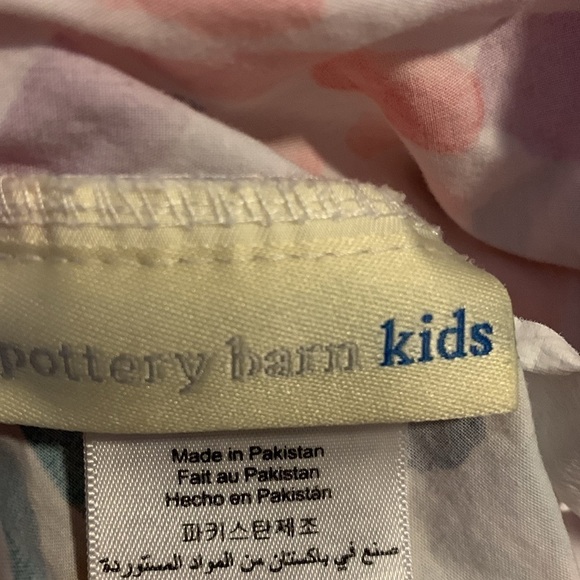 pottery barn kids
Made in Pakistan
Fait au Pakistan
Hecho en Pakistán
파키스탄제조
صنع في باكستان من المواد المستوردة